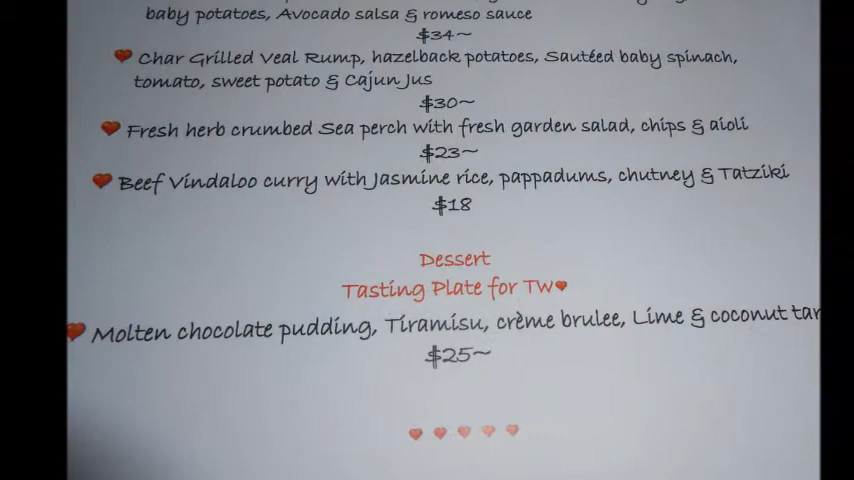 baby potatoes, Avocado salsa & romeso sauce
$34~
Char Grilled Veal Rump, hazelback potatoes, Sautéed baby spinach,
tomato, sweet potato & Cajun Jus
$30~
Fresh herb crumbed Sea perch with fresh garden salad, chips & aioli
$23~
Beef Vindaloo curry with Jasmine rice, pappadums, chutney & Tatziki
$18
Dessert
Tasting Plate for TW
Molten chocolate pudding, Tiramisu, crème brulee, Lime & coconut tar
$25~